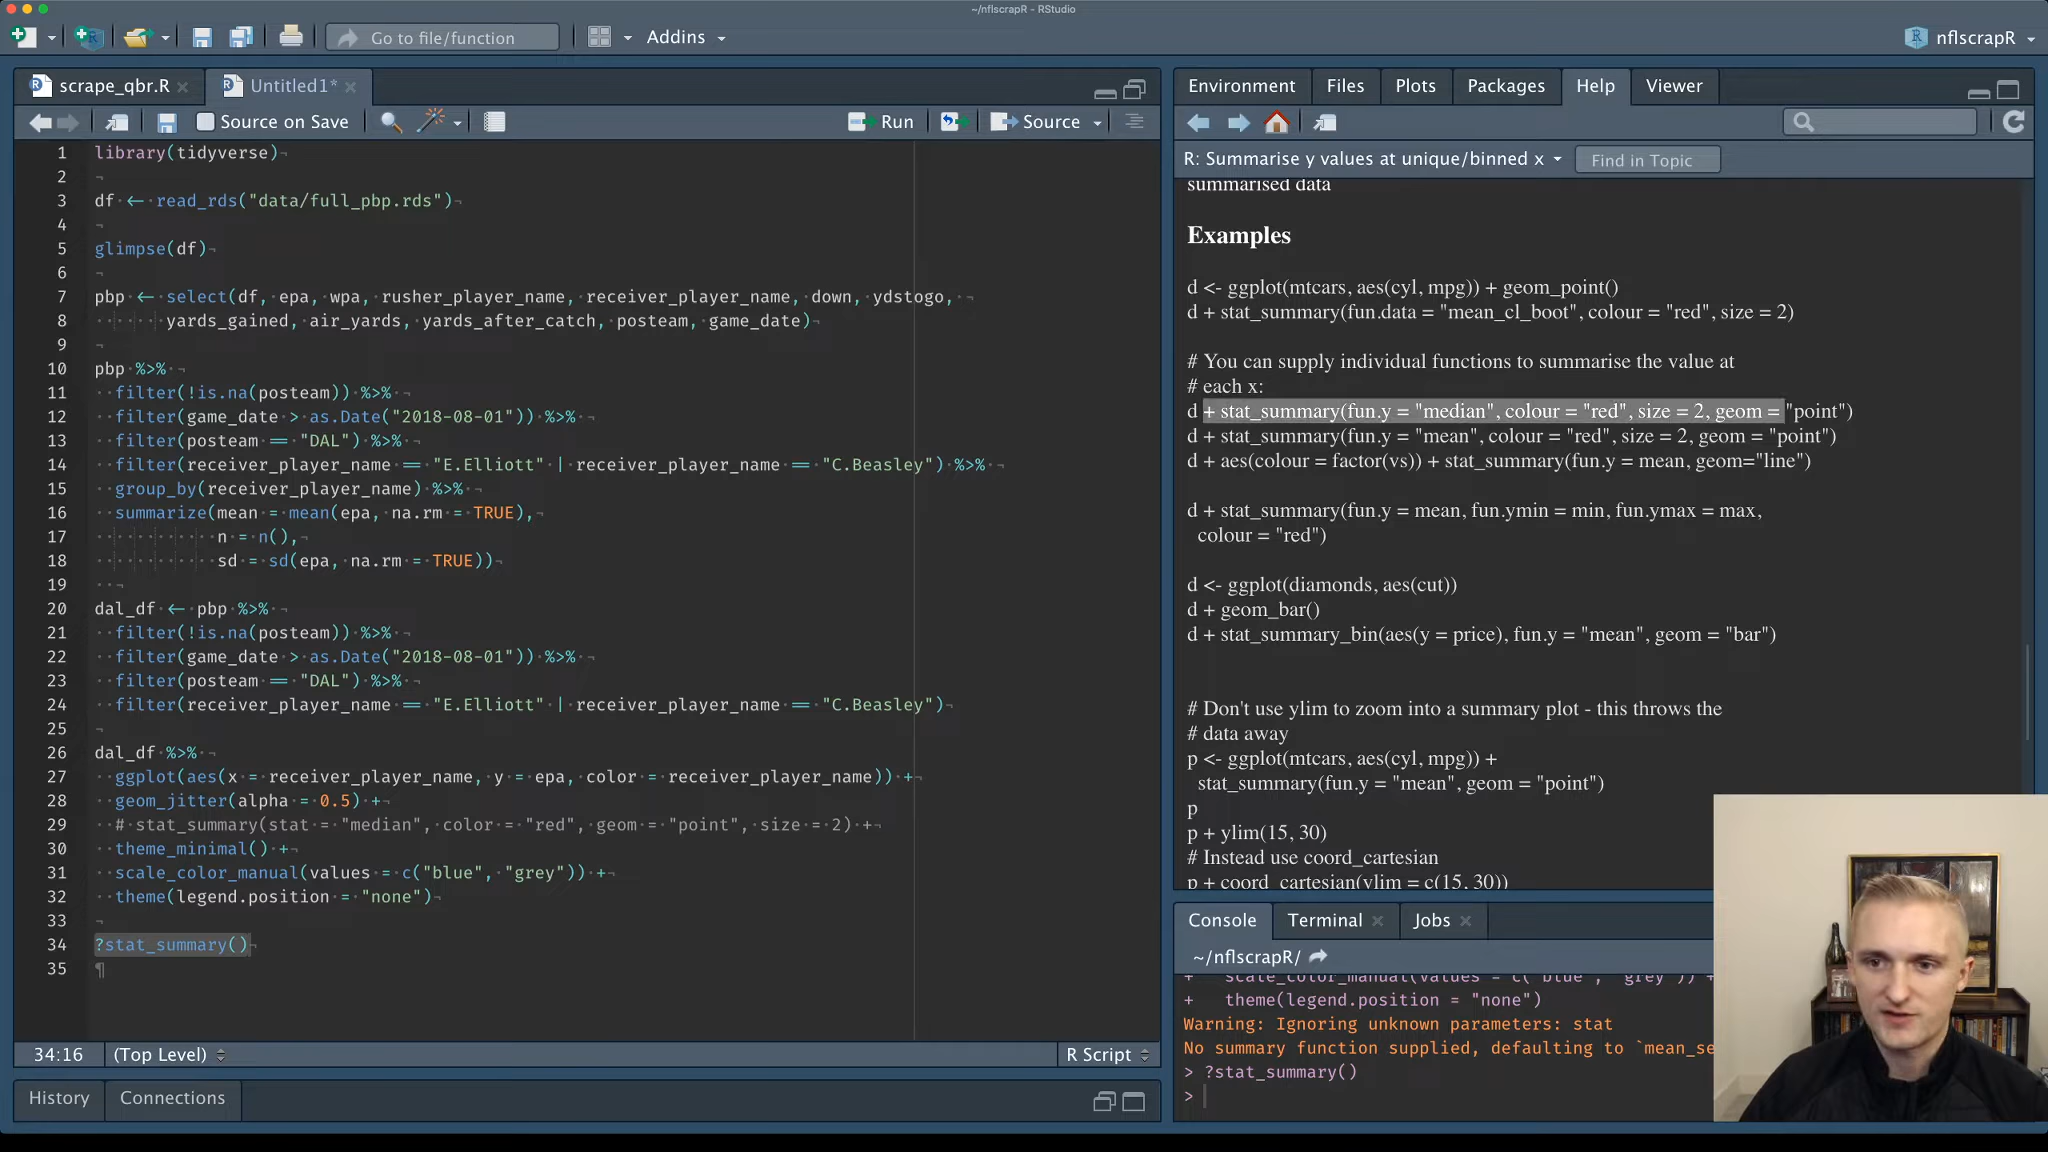 ~/nflscrapR - RStudio
Go to file/function
Addins
nflscrapR
scrape_qbr.R
Untitled1*
Source on Save
Run
Source
1 library(tidyverse)
2
3 df <- read_rds("data/full_pbp.rds")
4
5 glimpse(df)
6
7 pbp <- select(df, epa, wpa, rusher_player_name, receiver_player_name, down, ydstogo,
8 yards_gained, air_yards, yards_after_catch, posteam, game_date)
9
10 pbp %>%
11 filter(!is.na(posteam)) %>%
12 filter(game_date > as.Date("2018-08-01")) %>%
13 filter(posteam == "DAL") %>%
14 filter(receiver_player_name == "E.Elliott" | receiver_player_name == "C.Beasley") %>%
15 group_by(receiver_player_name) %>%
16 summarize(mean = mean(epa, na.rm = TRUE),
17 n = n(),
18 sd = sd(epa, na.rm = TRUE))
19
20 dal_df <- pbp %>%
21 filter(!is.na(posteam)) %>%
22 filter(game_date > as.Date("2018-08-01")) %>%
23 filter(posteam == "DAL") %>%
24 filter(receiver_player_name == "E.Elliott" | receiver_player_name == "C.Beasley")
25
26 dal_df %>%
27 ggplot(aes(x = receiver_player_name, y = epa, color = receiver_player_name)) +
28 geom_jitter(alpha = 0.5) +
29 # stat_summary(stat = "median", color = "red", geom = "point", size = 2) +
30 theme_minimal() +
31 scale_color_manual(values = c("blue", "grey")) +
32 theme(legend.position = "none")
33
34 ?stat_summary()
35
34:16
(Top Level)
R Script
History
Connections
Environment
Files
Plots
Packages
Help
Viewer
R: Summarise y values at unique/binned x
Find in Topic
summarised data
Examples
d <- ggplot(mtcars, aes(cyl, mpg)) + geom_point()
d + stat_summary(fun.data = "mean_cl_boot", colour = "red", size = 2)
# You can supply individual functions to summarise the value at
# each x:
d + stat_summary(fun.y = "median", colour = "red", size = 2, geom = "point")
d + stat_summary(fun.y = "mean", colour = "red", size = 2, geom = "point")
d + aes(colour = factor(vs)) + stat_summary(fun.y = mean, geom="line")
d + stat_summary(fun.y = mean, fun.ymin = min, fun.ymax = max,
colour = "red")
d <- ggplot(diamonds, aes(cut))
d + geom_bar()
d + stat_summary_bin(aes(y = price), fun.y = "mean", geom = "bar")
# Don't use ylim to zoom into a summary plot - this throws the
# data away
p <- ggplot(mtcars, aes(cyl, mpg)) +
stat_summary(fun.y = "mean", geom = "point")
p
p + ylim(15, 30)
# Instead use coord_cartesian
p + coord_cartesian(ylim = c(15, 30))
Console
Terminal
Jobs
~/nflscrapR/
+ scale_color_manual(values = c("blue", "grey")) +
+ theme(legend.position = "none")
Warning: Ignoring unknown parameters: stat
No summary function supplied, defaulting to `mean_se
> ?stat_summary()
>